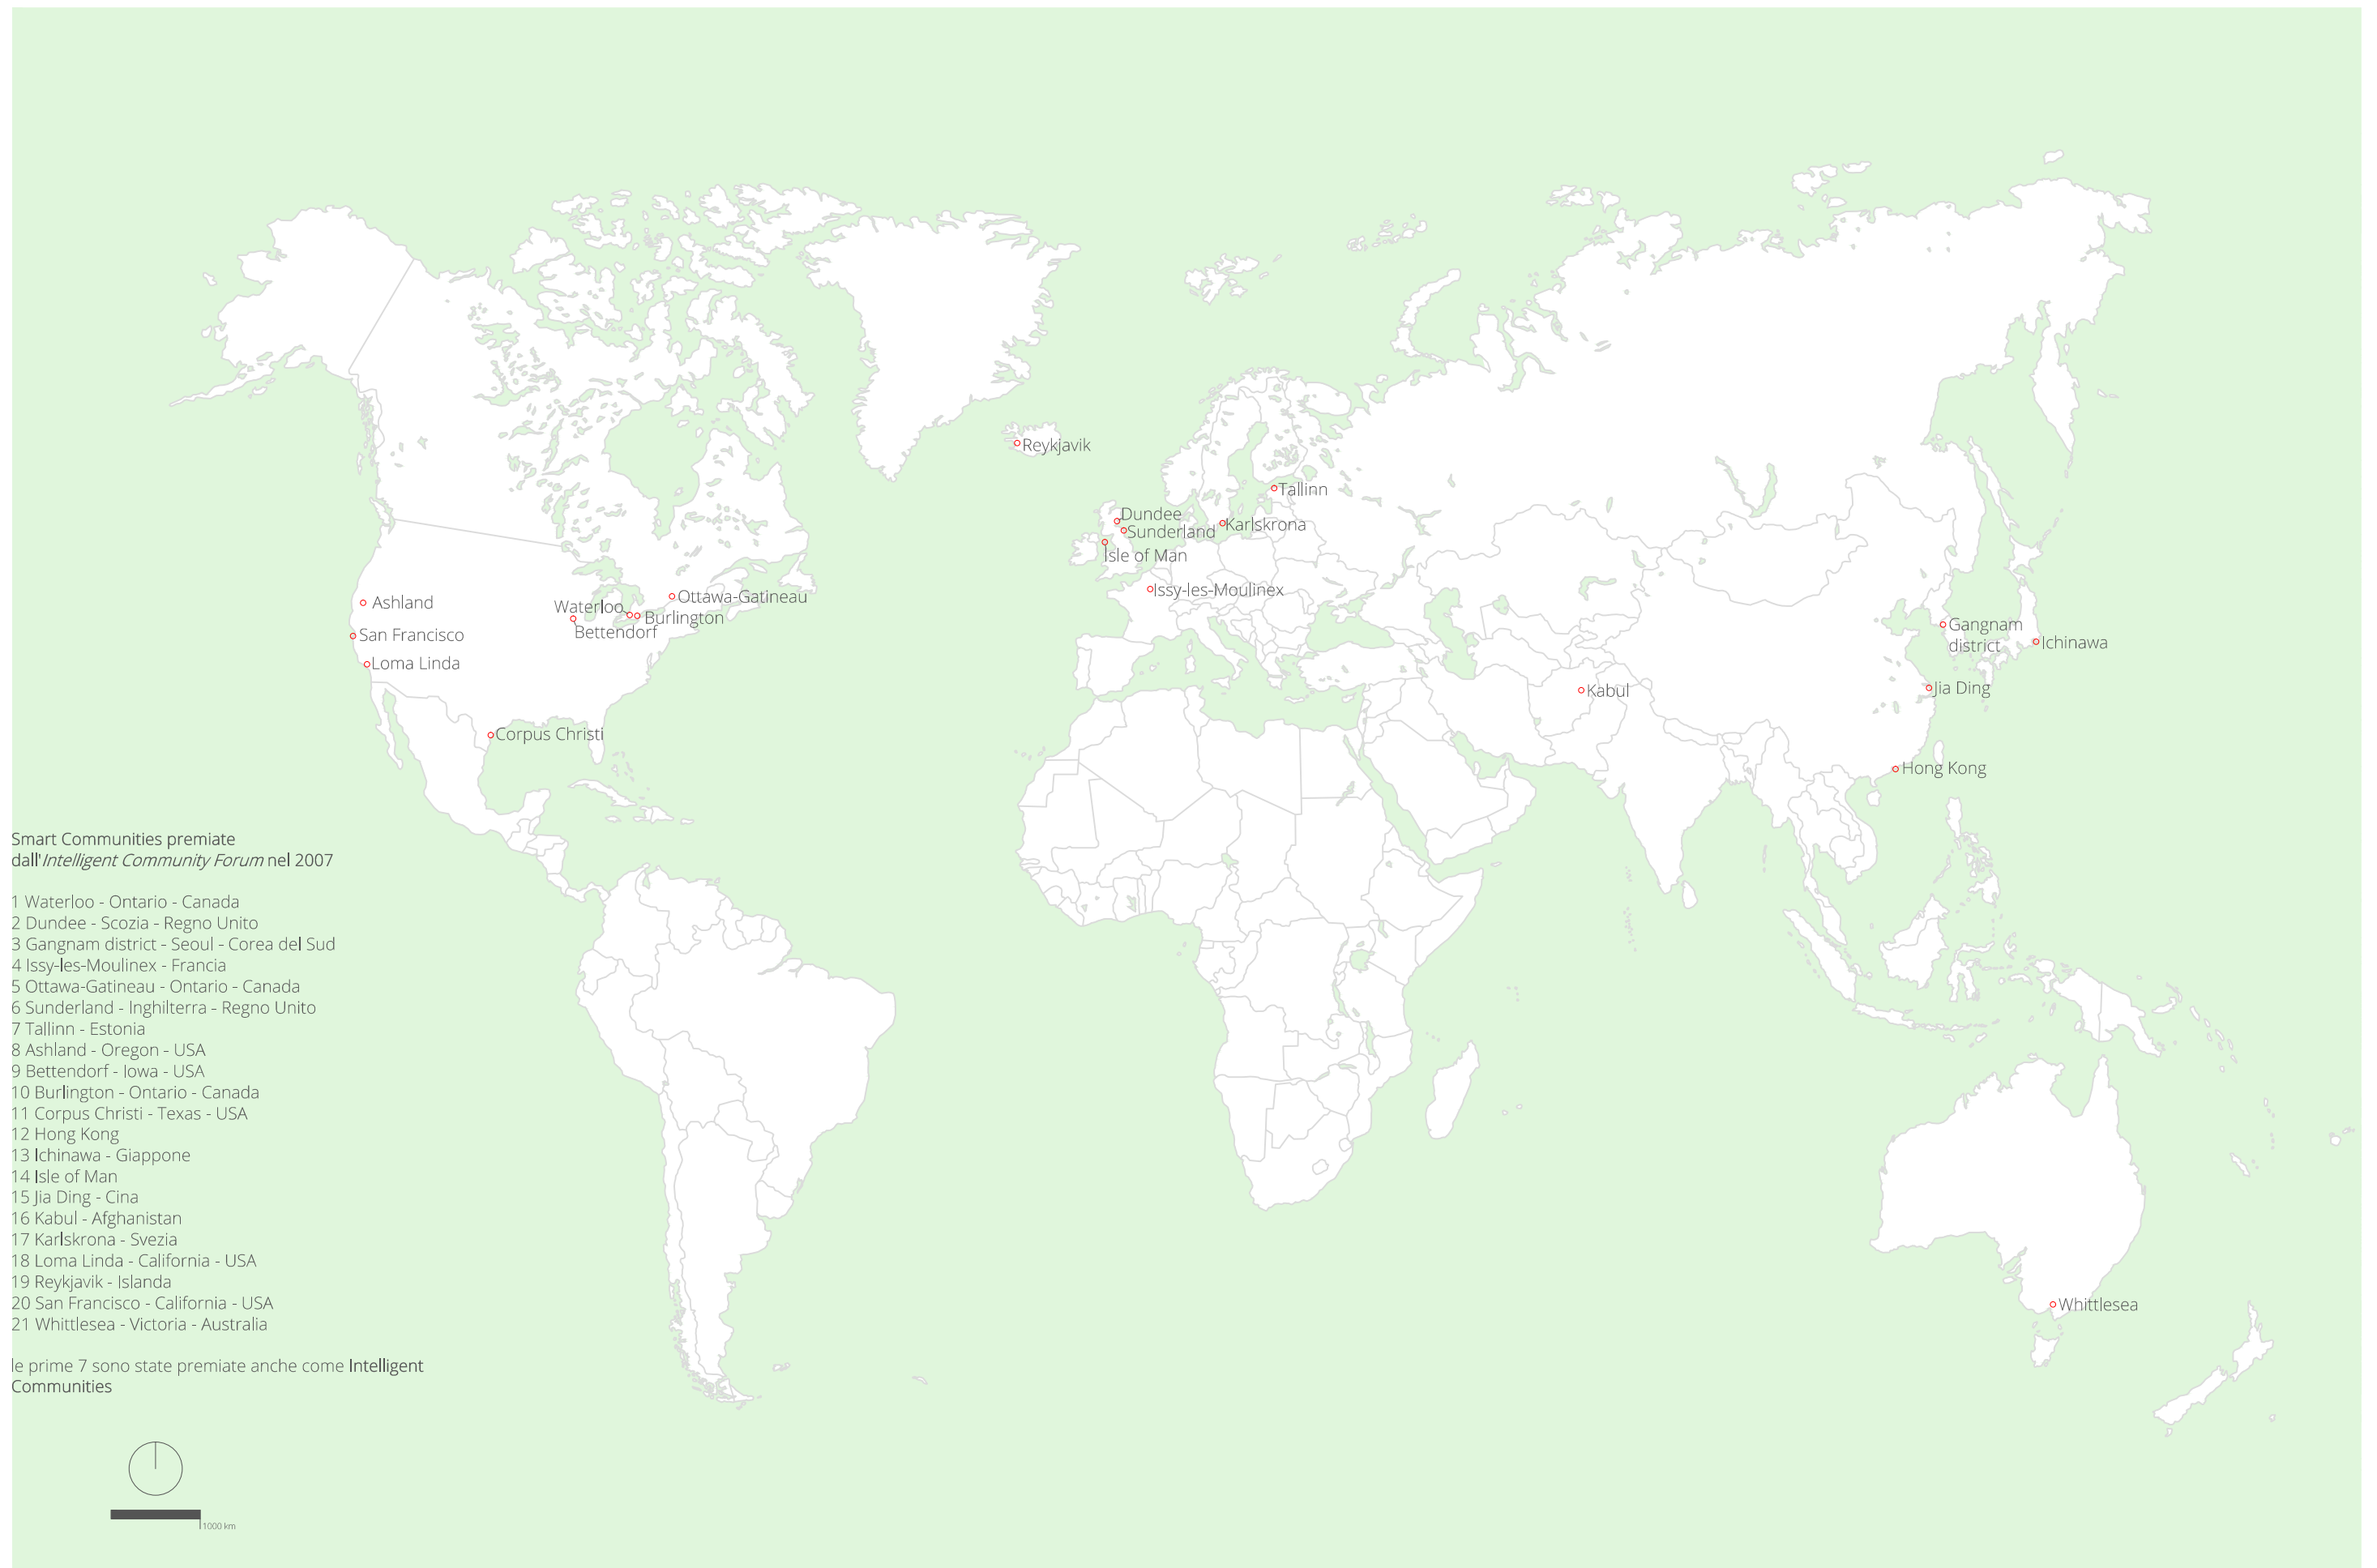 Reykjavik
Tallinn
Dundee
Sunderland
Karlskrona
Isle of Man
Issy-les-Moulinex
Ashland
Waterloo
Ottawa-Gatineau
Burlington
Bettendorf
San Francisco
Loma Linda
Corpus Christi
Gangnam
district
Ichinawa
Kabul
Jia Ding
Hong Kong
Whittlesea
Smart Communities premiate
dall'Intelligent Community Forum nel 2007
1 Waterloo - Ontario - Canada
2 Dundee - Scozia - Regno Unito
3 Gangnam district - Seoul - Corea del Sud
4 Issy-les-Moulinex - Francia
5 Ottawa-Gatineau - Ontario - Canada
6 Sunderland - Inghilterra - Regno Unito
7 Tallinn - Estonia
8 Ashland - Oregon - USA
9 Bettendorf - Iowa - USA
10 Burlington - Ontario - Canada
11 Corpus Christi - Texas - USA
12 Hong Kong
13 Ichinawa - Giappone
14 Isle of Man
15 Jia Ding - Cina
16 Kabul - Afghanistan
17 Karlskrona - Svezia
18 Loma Linda - California - USA
19 Reykjavik - Islanda
20 San Francisco - California - USA
21 Whittlesea - Victoria - Australia
le prime 7 sono state premiate anche come Intelligent
Communities
1000 km